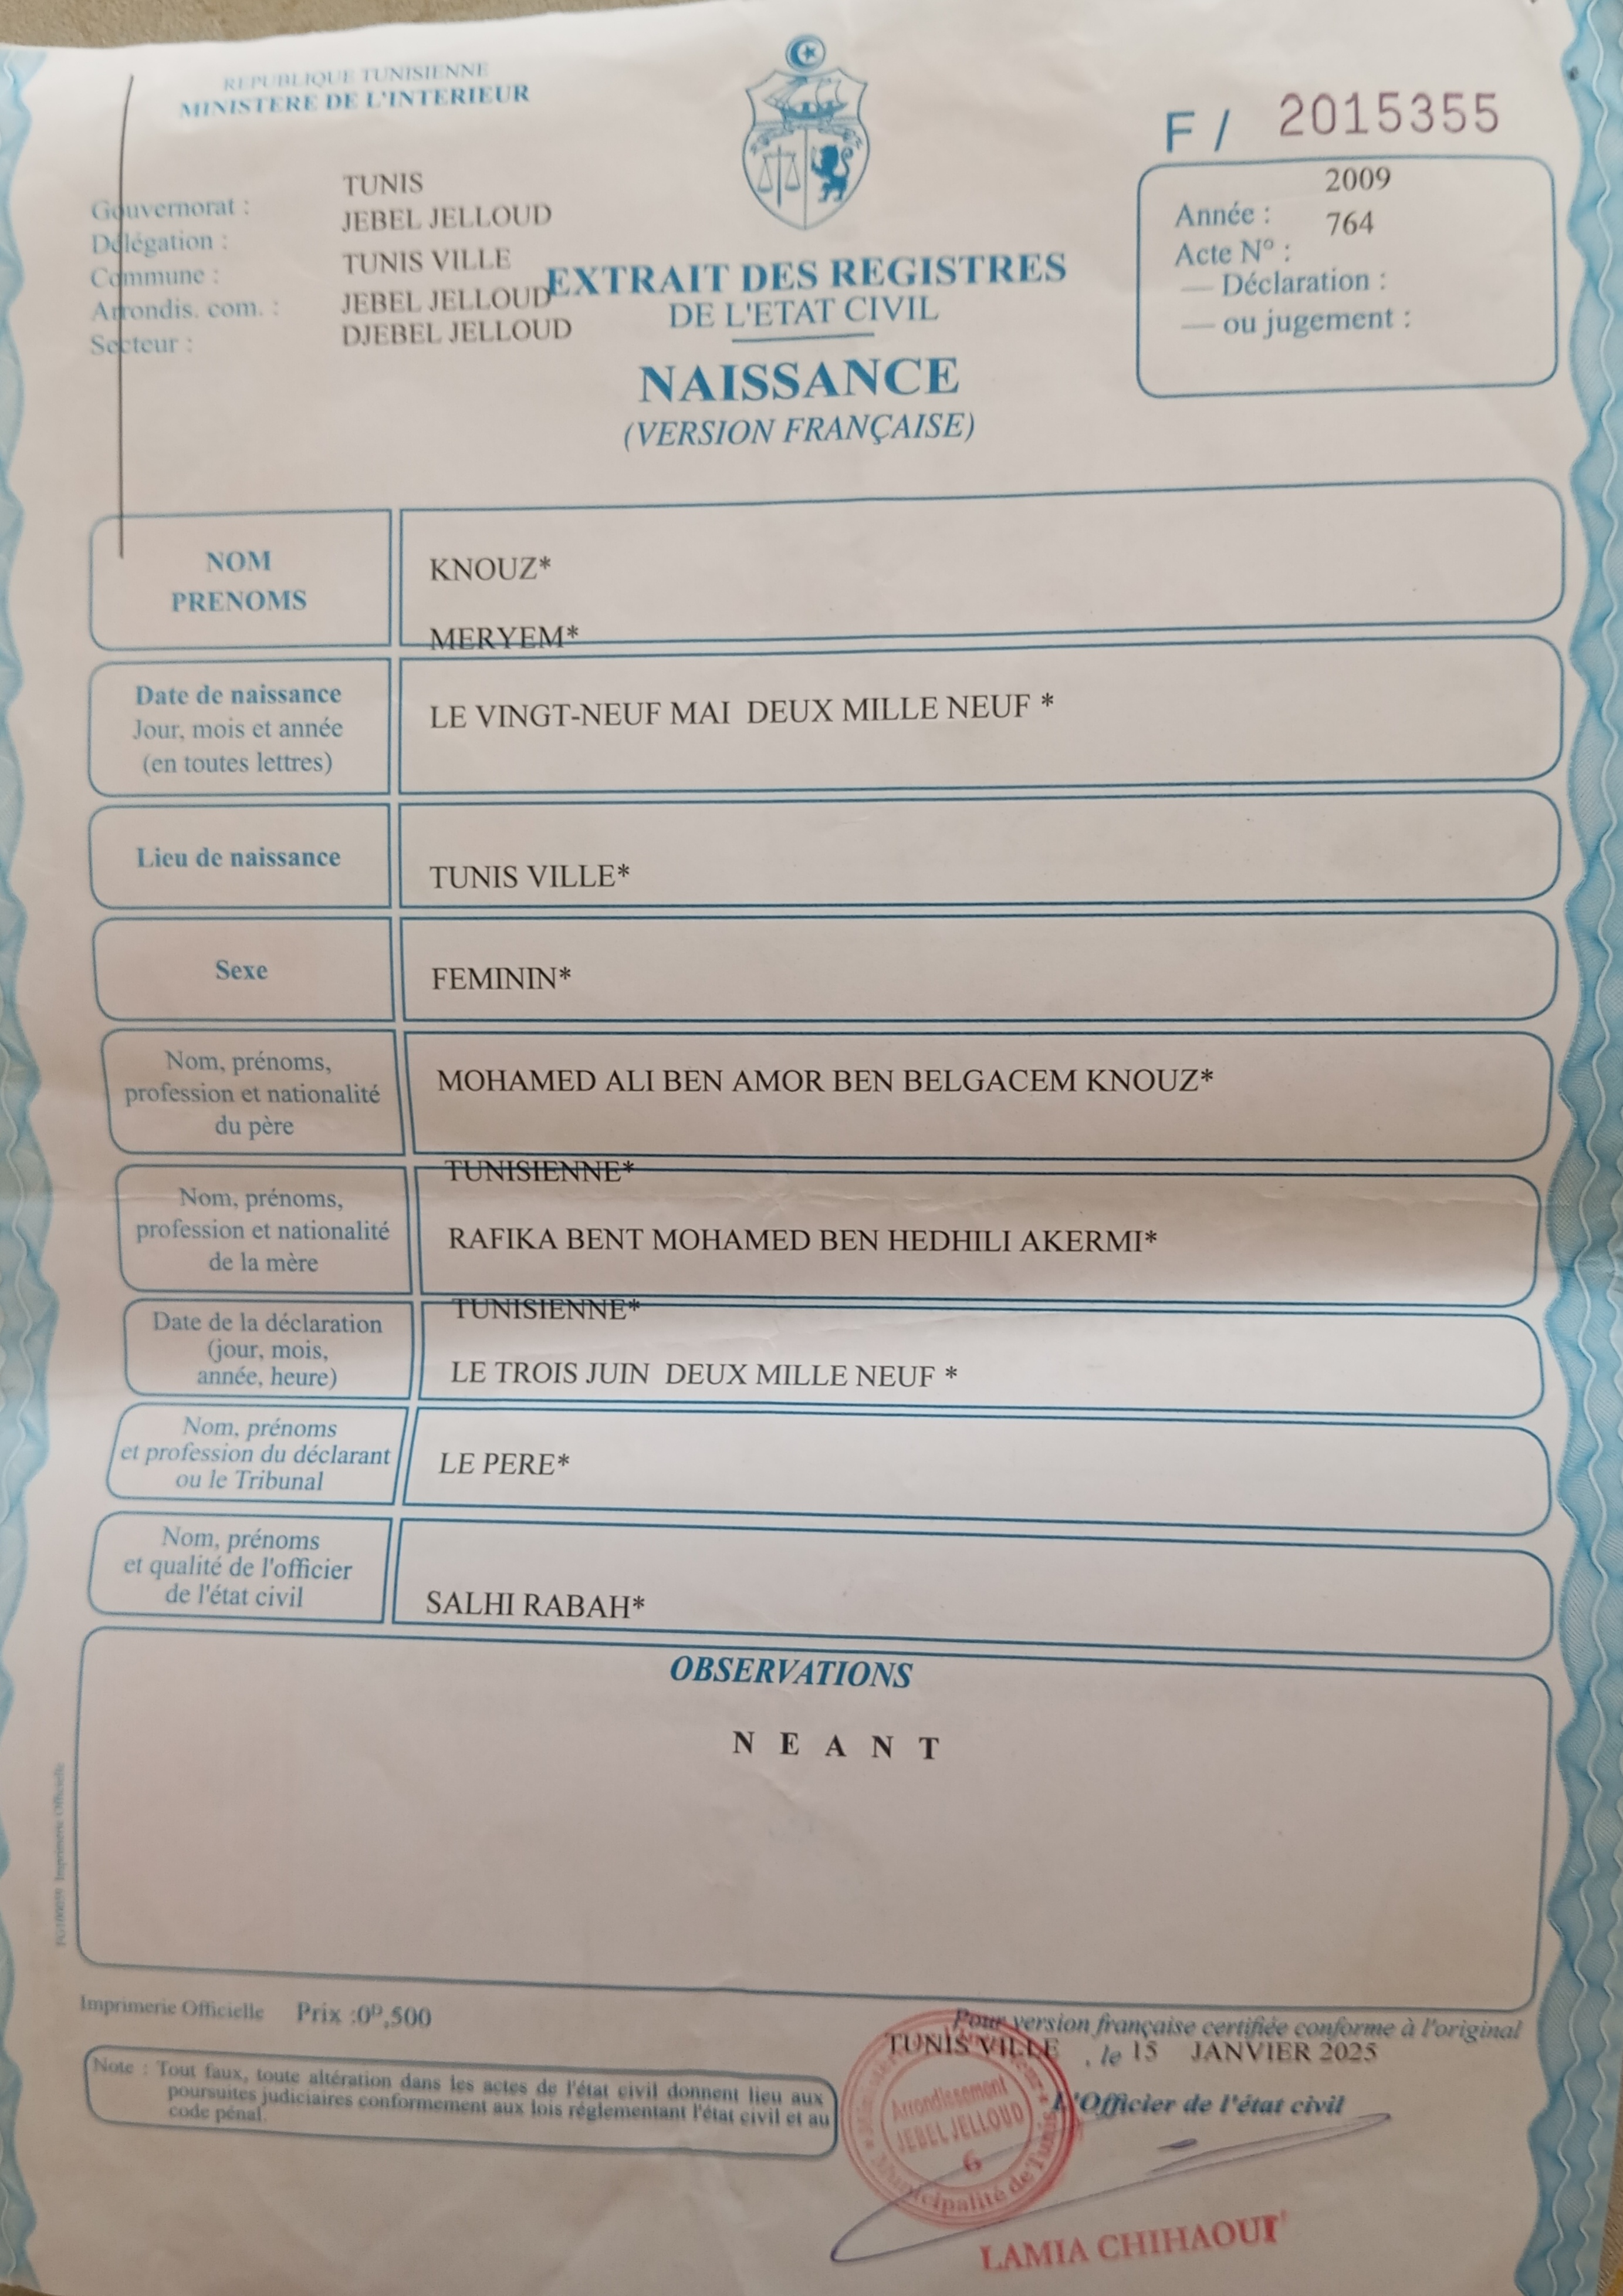 REPUBLIQUE TUNISIENNE
MINISTERE DE L'INTERIEUR
F / 2015355
Gouvernorat : TUNIS
Délégation : JEBEL JELLOUD
Commune : TUNIS VILLE
Arrondis. com. : JEBEL JELLOUD
Secteur : DJEBEL JELLOUD
Année : 2009
Acte N° : 764
— Déclaration :
— ou jugement :
EXTRAIT DES REGISTRES
DE L'ETAT CIVIL
NAISSANCE
(VERSION FRANÇAISE)
NOM
PRENOMS
KNOUZ*
MERYEM*
Date de naissance
Jour, mois et année
(en toutes lettres)
LE VINGT-NEUF MAI DEUX MILLE NEUF *
Lieu de naissance
TUNIS VILLE*
Sexe
FEMININ*
Nom, prénoms,
profession et nationalité
du père
MOHAMED ALI BEN AMOR BEN BELGACEM KNOUZ*
TUNISIENNE*
Nom, prénoms,
profession et nationalité
de la mère
RAFIKA BENT MOHAMED BEN HEDHILI AKERMI*
TUNISIENNE*
Date de la déclaration
(jour, mois,
année, heure)
LE TROIS JUIN DEUX MILLE NEUF *
Nom, prénoms
et profession du déclarant
ou le Tribunal
LE PERE*
Nom, prénoms
et qualité de l'officier
de l'état civil
SALHI RABAH*
OBSERVATIONS
N E A N T
Imprimerie Officielle
Imprimerie Officielle Prix :0ᴰ,500
Note : Tout faux, toute altération dans les actes de l'état civil donnent lieu aux
poursuites judiciaires conformement aux lois réglementant l'état civil et au
code pénal.
Pour version française certifiée conforme à l'original
TUNIS VILLE , le 15 JANVIER 2025
L'Officier de l'état civil
Arrondissement
JEBEL JELLOUD
6
Municipalité de Tunis
LAMIA CHIHAOUI